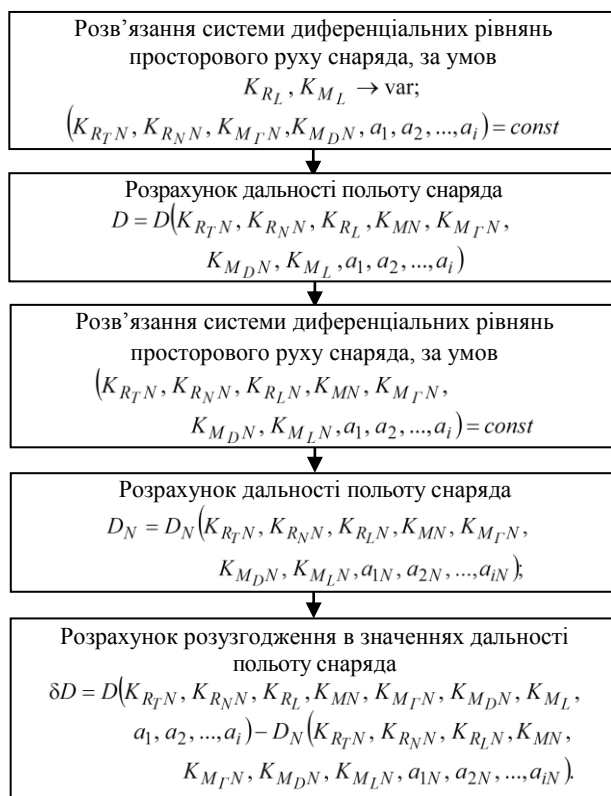 Розв’язання системи диференціальних рівнянь
просторового руху снаряда, за умов
K_{R_L}, K_{M_L} → var;
(K_{R_T N}, K_{R_N N}, K_{M_Г N}, K_{M_D N}, a_1, a_2, ..., a_i) = const
Розрахунок дальності польоту снаряда
D = D(K_{R_T N}, K_{R_N N}, K_{R_L}, K_{MN}, K_{M_Г N},
K_{M_D N}, K_{M_L}, a_1, a_2, ..., a_i)
Розв’язання системи диференціальних рівнянь
просторового руху снаряда, за умов
(K_{R_T N}, K_{R_N N}, K_{R_L N}, K_{MN}, K_{M_Г N},
K_{M_D N}, K_{M_L N}, a_1, a_2, ..., a_i) = const
Розрахунок дальності польоту снаряда
D_N = D_N(K_{R_T N}, K_{R_N N}, K_{R_L N}, K_{MN}, K_{M_Г N},
K_{M_D N}, K_{M_L N}, a_{1N}, a_{2N}, ..., a_{iN});
Розрахунок розузгодження в значеннях дальності
польоту снаряда
δD = D(K_{R_T N}, K_{R_N N}, K_{R_L}, K_{MN}, K_{M_Г N}, K_{M_D N}, K_{M_L},
a_1, a_2, ..., a_i) − D_N(K_{R_T N}, K_{R_N N}, K_{R_L N}, K_{MN},
K_{M_Г N}, K_{M_D N}, K_{M_L N}, a_{1N}, a_{2N}, ..., a_{iN}).